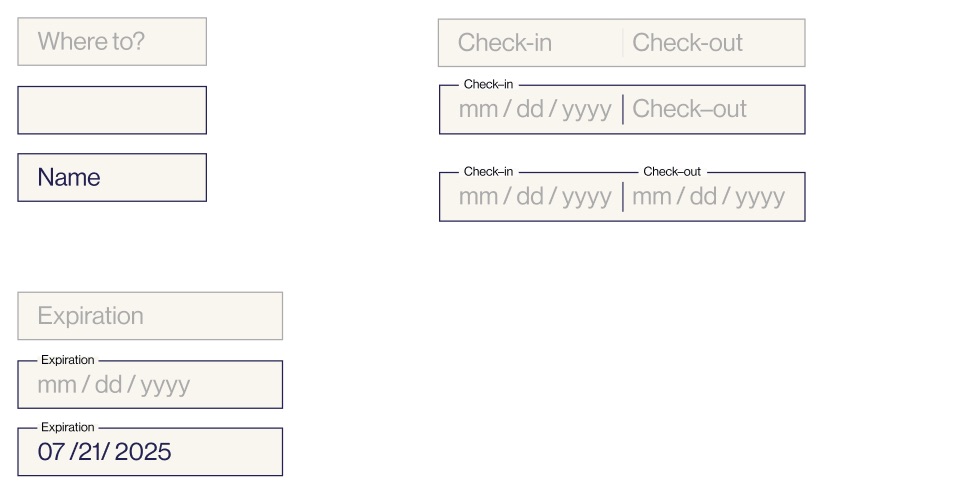 Where to?
Name
Check-in Check-out
Check–in
mm / dd / yyyy Check–out
Check–in Check–out
mm / dd / yyyy mm / dd / yyyy
Expiration
Expiration
mm / dd / yyyy
Expiration
07 /21/ 2025